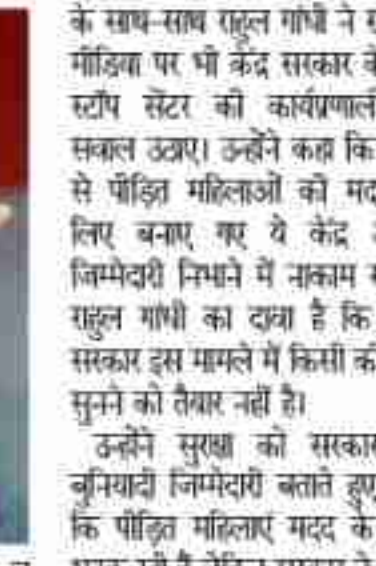 के साथ-साथ राहुल गांधी ने
मीडिया पर भी केंद्र सरकार के
स्टॉप सेंटर की कार्यप्रणाली
सवाल उठाए। उन्होंने कहा कि
से पीड़ित महिलाओं की मदद
लिए बनाए गए ये केंद्र
जिम्मेदारी निभाने में नाकाम
राहुल गांधी का दावा है कि
सरकार इस मामले में किसी की
सुनने को तैयार नहीं है।
उन्होंने सुरक्षा को सरकार
बुनियादी जिम्मेदारी बताते हुए
कि पीड़ित महिलाएं मदद के